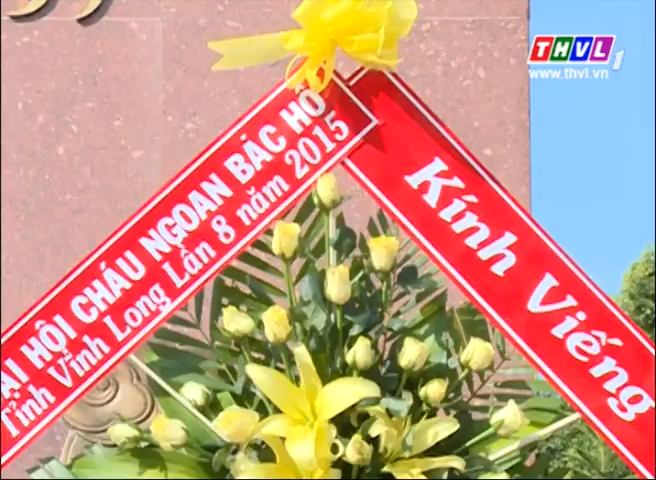 THVL1
www.thvl.vn
ẠI HỘI CHÁU NGOAN BÁC HỒ
Tỉnh Vĩnh Long Lần 8 năm 2015
Kính Viếng